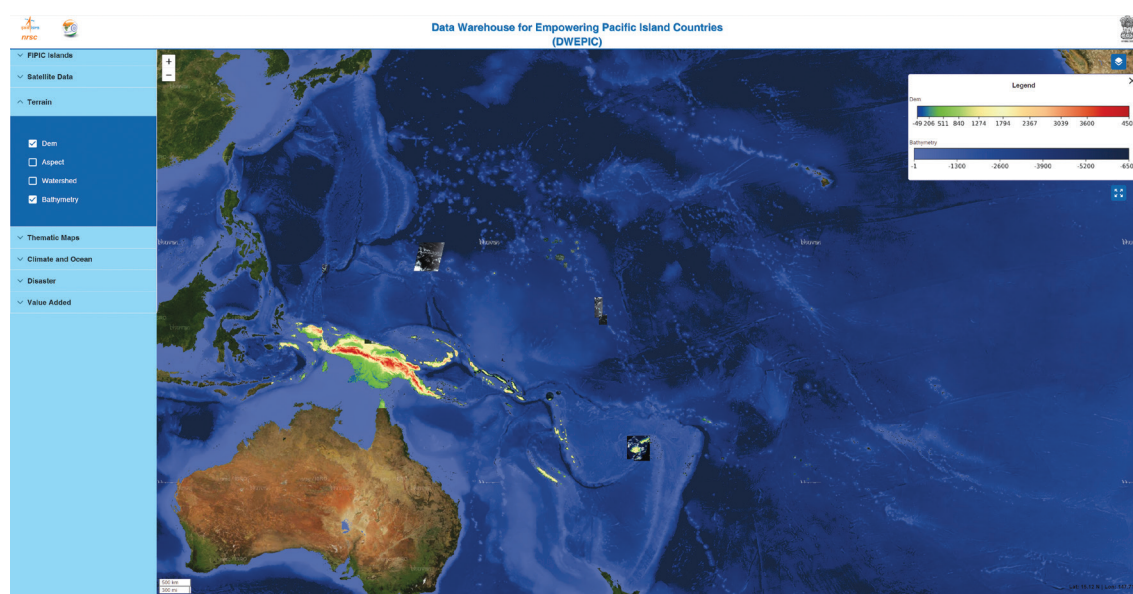 nrsc
Data Warehouse for Empowering Pacific Island Countries
(DWEPIC)
FIPIC Islands
Satellite Data
Terrain
Dem
Aspect
Watershed
Bathymetry
Thematic Maps
Climate and Ocean
Disaster
Value Added
+
−
Legend
Dem
-49 206 511 840 1274 1794 2367 3039 3600 450
Bathymetry
-1 -1300 -2600 -3900 -5200 -650
500 km
300 mi